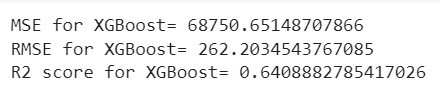 MSE for XGBoost= 68750.65148707866
RMSE for XGBoost= 262.2034543767085
R2 score for XGBoost= 0.6408882785417026